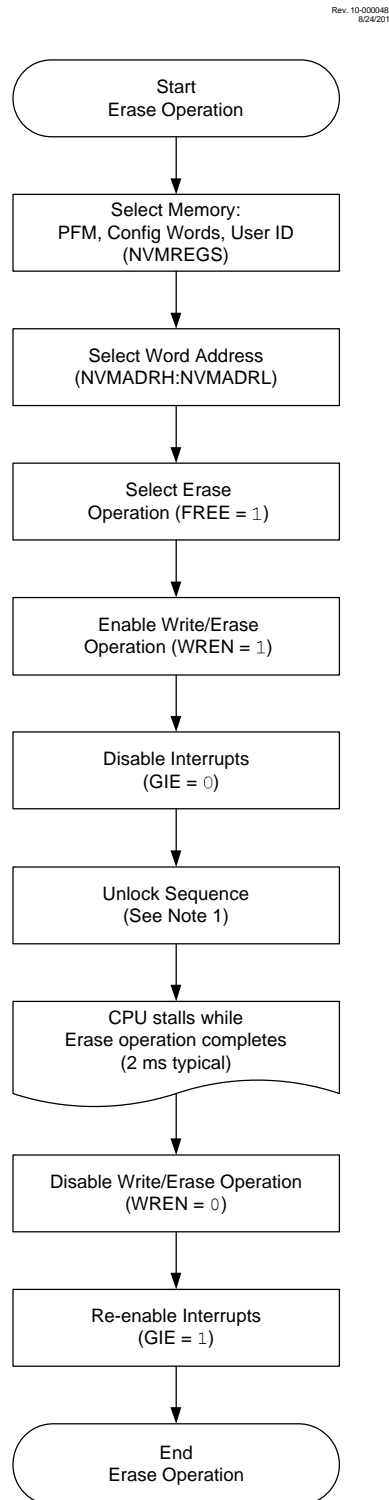 Rev. 10-000048
8/24/201
Start
Erase Operation
Select Memory:
PFM, Config Words, User ID
(NVMREGS)
Select Word Address
(NVMADRH:NVMADRL)
Select Erase
Operation (FREE = 1)
Enable Write/Erase
Operation (WREN = 1)
Disable Interrupts
(GIE = 0)
Unlock Sequence
(See Note 1)
CPU stalls while
Erase operation completes
(2 ms typical)
Disable Write/Erase Operation
(WREN = 0)
Re-enable Interrupts
(GIE = 1)
End
Erase Operation